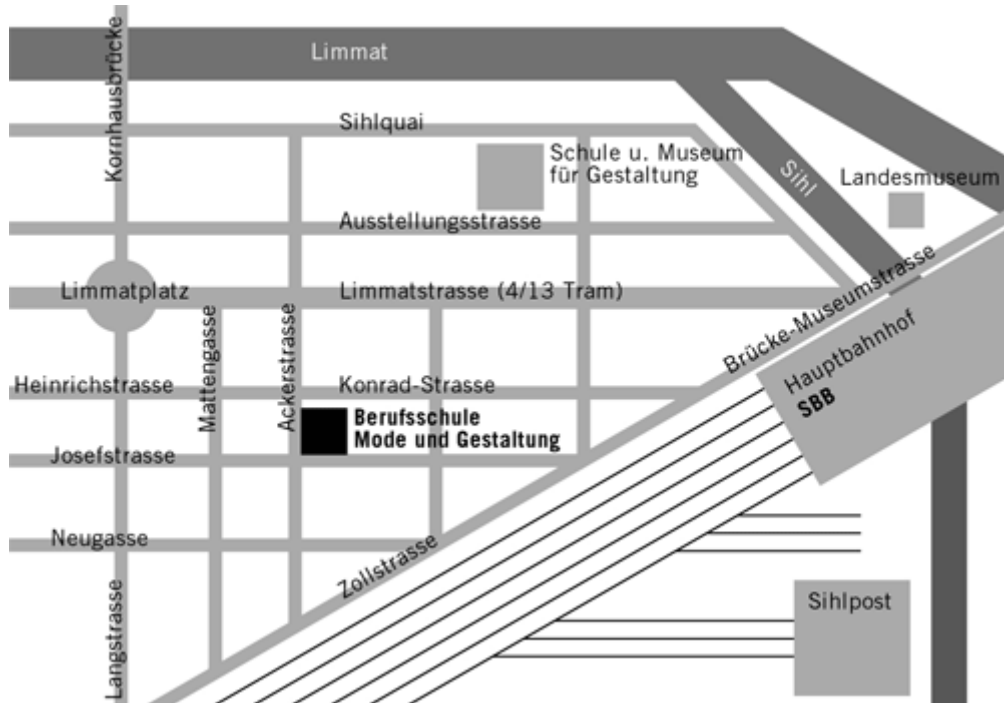 Kornhausbrücke
Limmat
Sihlquai
Schule u. Museum
für Gestaltung
Sihl
Landesmuseum
Ausstellungsstrasse
Limmatplatz
Limmatstrasse (4/13 Tram)
Brücke-Museumstrasse
Mattengasse
Ackerstrasse
Heinrichstrasse
Konrad-Strasse
Hauptbahnhof
SBB
Berufsschule
Mode und Gestaltung
Josefstrasse
Neugasse
Zollstrasse
Langstrasse
Sihlpost